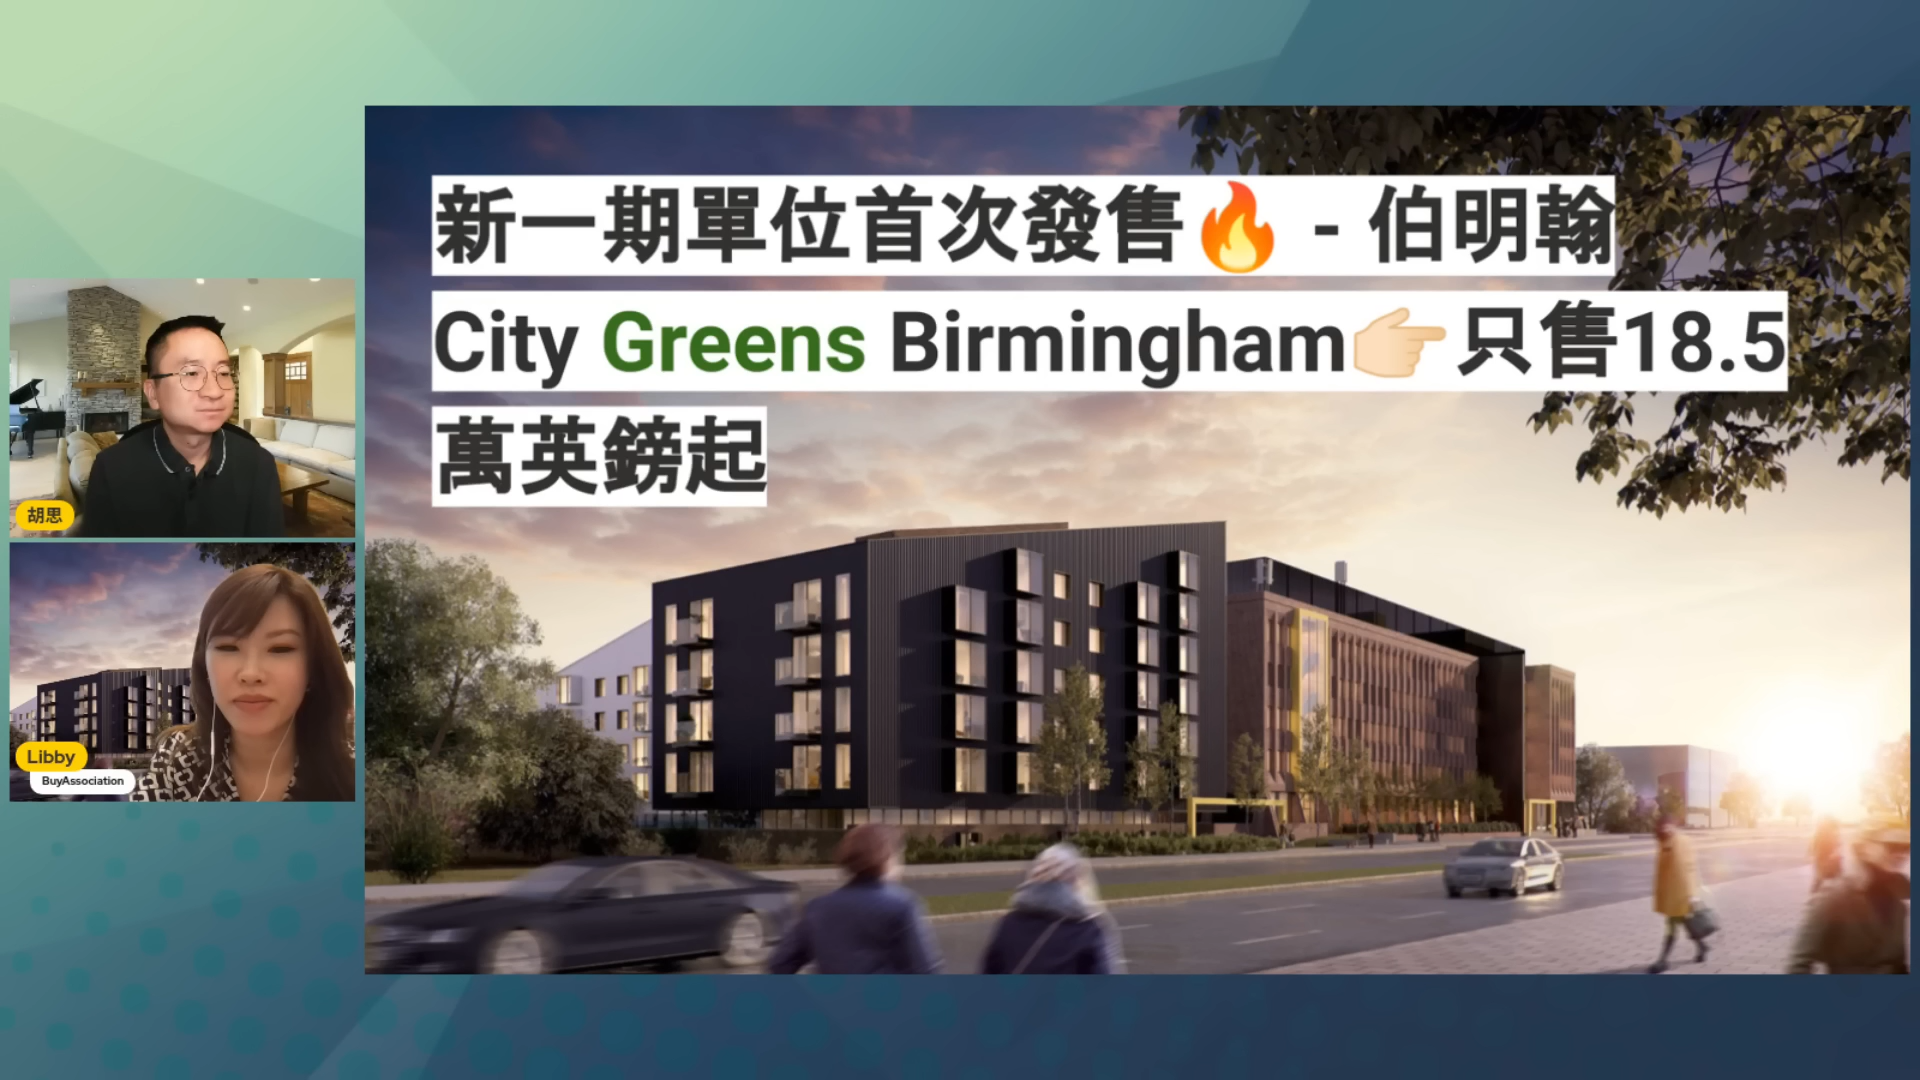 新一期單位首次發售🔥 - 伯明翰
City Greens Birmingham👉🏻只售18.5
萬英鎊起
胡思
Libby
BuyAssociation